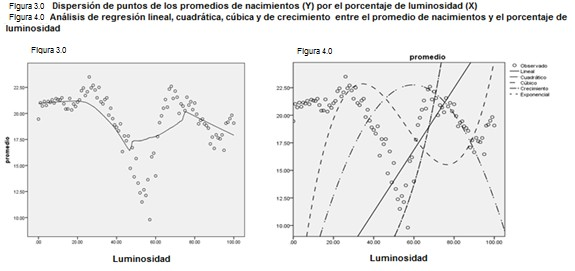 Figura 3.0 Dispersión de puntos de los promedios de nacimientos (Y) por el porcentaje de luminosidad (X)
Figura 4.0 Análisis de regresión lineal, cuadrática, cúbica y de crecimiento entre el promedio de nacimientos y el porcentaje de
luminosidad
Figura 3.0
promedio
22.50
20.00
17.50
15.00
12.50
10.00
.00 20.00 40.00 60.00 80.00 100.00
Luminosidad
Figura 4.0
promedio
22.50
20.00
17.50
15.00
12.50
10.00
.00 20.00 40.00 60.00 80.00 100.00
Luminosidad
Observado
Lineal
Cuadrático
Cúbico
Crecimiento
Exponencial